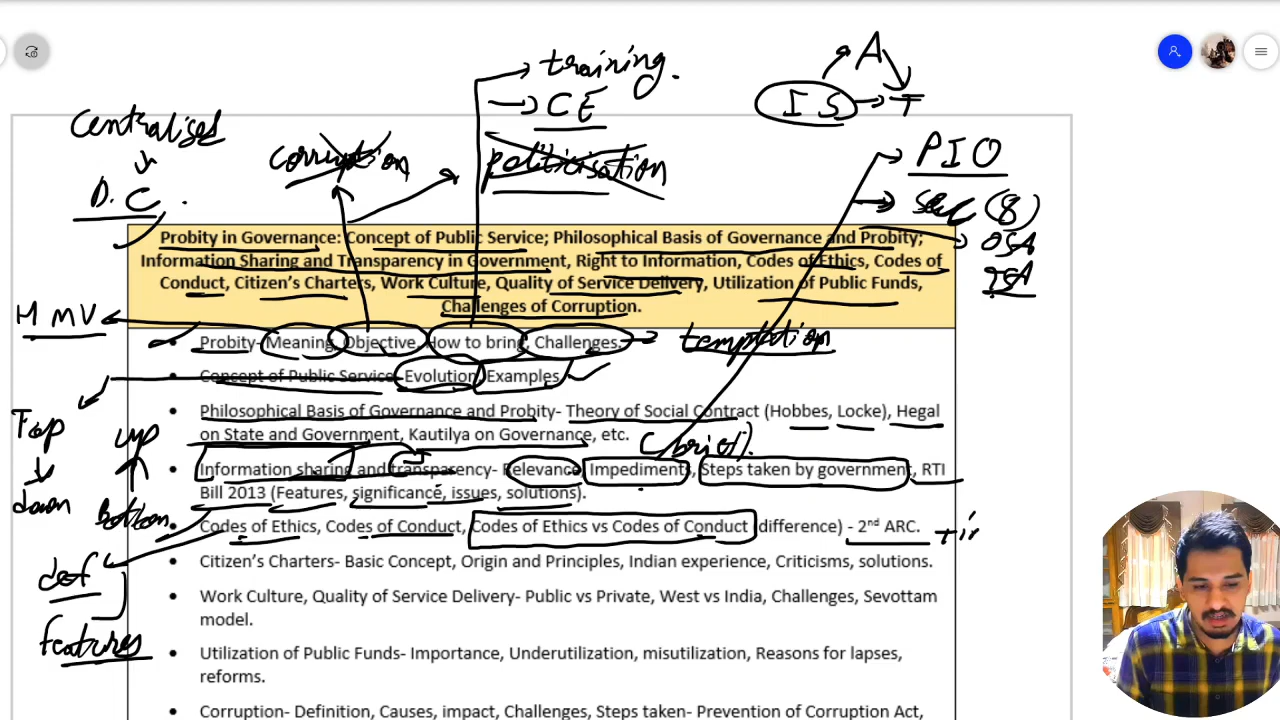 training.
CE
A
I S
T
Centralised
D.C.
corruption
politicisation
PIO
Sec (8)
OSA
Probity in Governance: Concept of Public Service; Philosophical Basis of Governance and Probity;
Information Sharing and Transparency in Government, Right to Information, Codes of Ethics, Codes of
Conduct, Citizen's Charters, Work Culture, Quality of Service Delivery, Utilization of Public Funds,
Challenges of Corruption.
• Probity- Meaning, Objective, How to bring, Challenges.
temptation
• Concept of Public Service, Evolution, Examples
• Philosophical Basis of Governance and Probity- Theory of Social Contract (Hobbes, Locke), Hegal
on State and Government, Kautilya on Governance, etc.
(brief).
• Information sharing and transparency- Relevance, Impediments, Steps taken by government, RTI
Bill 2013 (Features, significance, issues, solutions).
• Codes of Ethics, Codes of Conduct, Codes of Ethics vs Codes of Conduct (difference) - 2nd ARC.
• Citizen's Charters- Basic Concept, Origin and Principles, Indian experience, Criticisms, solutions.
• Work Culture, Quality of Service Delivery- Public vs Private, West vs India, Challenges, Sevottam
model.
• Utilization of Public Funds- Importance, Underutilization, misutilization, Reasons for lapses,
reforms.
• Corruption- Definition, Causes, impact, Challenges, Steps taken- Prevention of Corruption Act,
Top
down
up
Bottom
def
features